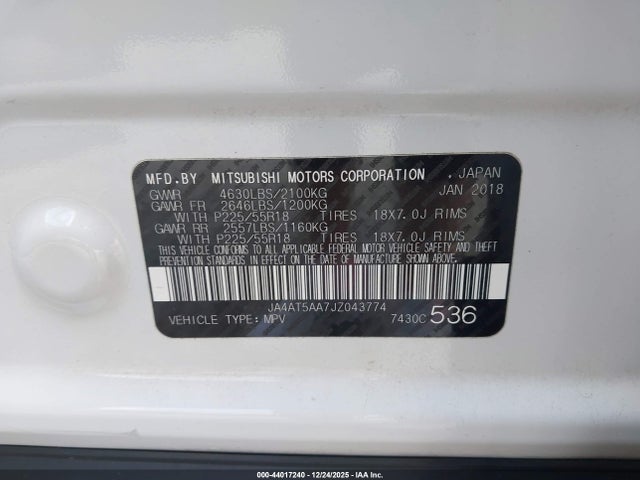 MFD.BY MITSUBISHI MOTORS CORPORATION . JAPAN
GVWR 4630LBS/2100KG JAN 2018
GAWR FR 2646LBS/1200KG
WITH P225/55R18 TIRES 18X7.0J RIMS
GAWR RR 2557LBS/1160KG
WITH P225/55R18 TIRES 18X7.0J RIMS
THIS VEHICLE CONFORMS TO ALL APPLICABLE FEDERAL MOTOR VEHICLE SAFETY AND THEFT
PREVENTION STANDARDS IN EFFECT ON THE DATE OF MANUFACTURE SHOWN ABOVE.
JA4AT5AA7JZ043774
VEHICLE TYPE: MPV 7430C 536
000-44017240 - 12/24/2025 - IAA Inc.